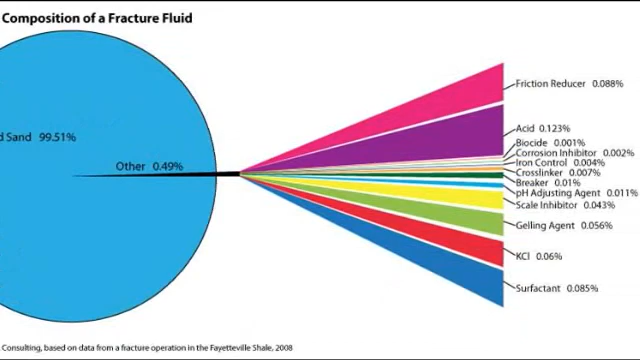 Composition of a Fracture Fluid
Friction Reducer 0.088%
Acid 0.123%
d Sand 99.51%
Biocide 0.001%
Corrosion Inhibitor 0.002%
Iron Control 0.004%
Other 0.49%
Crosslinker 0.007%
Breaker 0.01%
pH Adjusting Agent 0.011%
Scale Inhibitor 0.043%
Gelling Agent 0.056%
KCl 0.06%
Surfactant 0.085%
Consulting, based on data from a fracture operation in the Fayetteville Shale, 2008